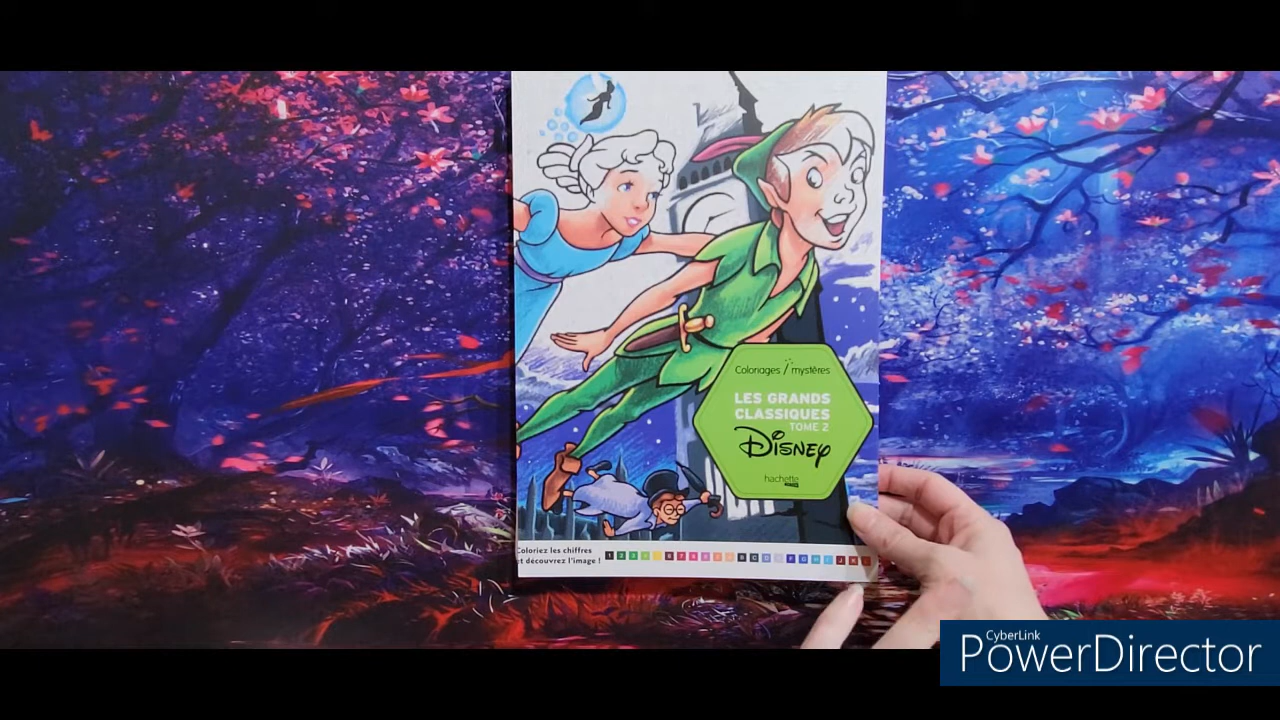 Coloriages mystères
LES GRANDS
CLASSIQUES
TOME 2
Disney
hachette
Coloriez les chiffres
et découvrez l'image !
CyberLink
PowerDirector